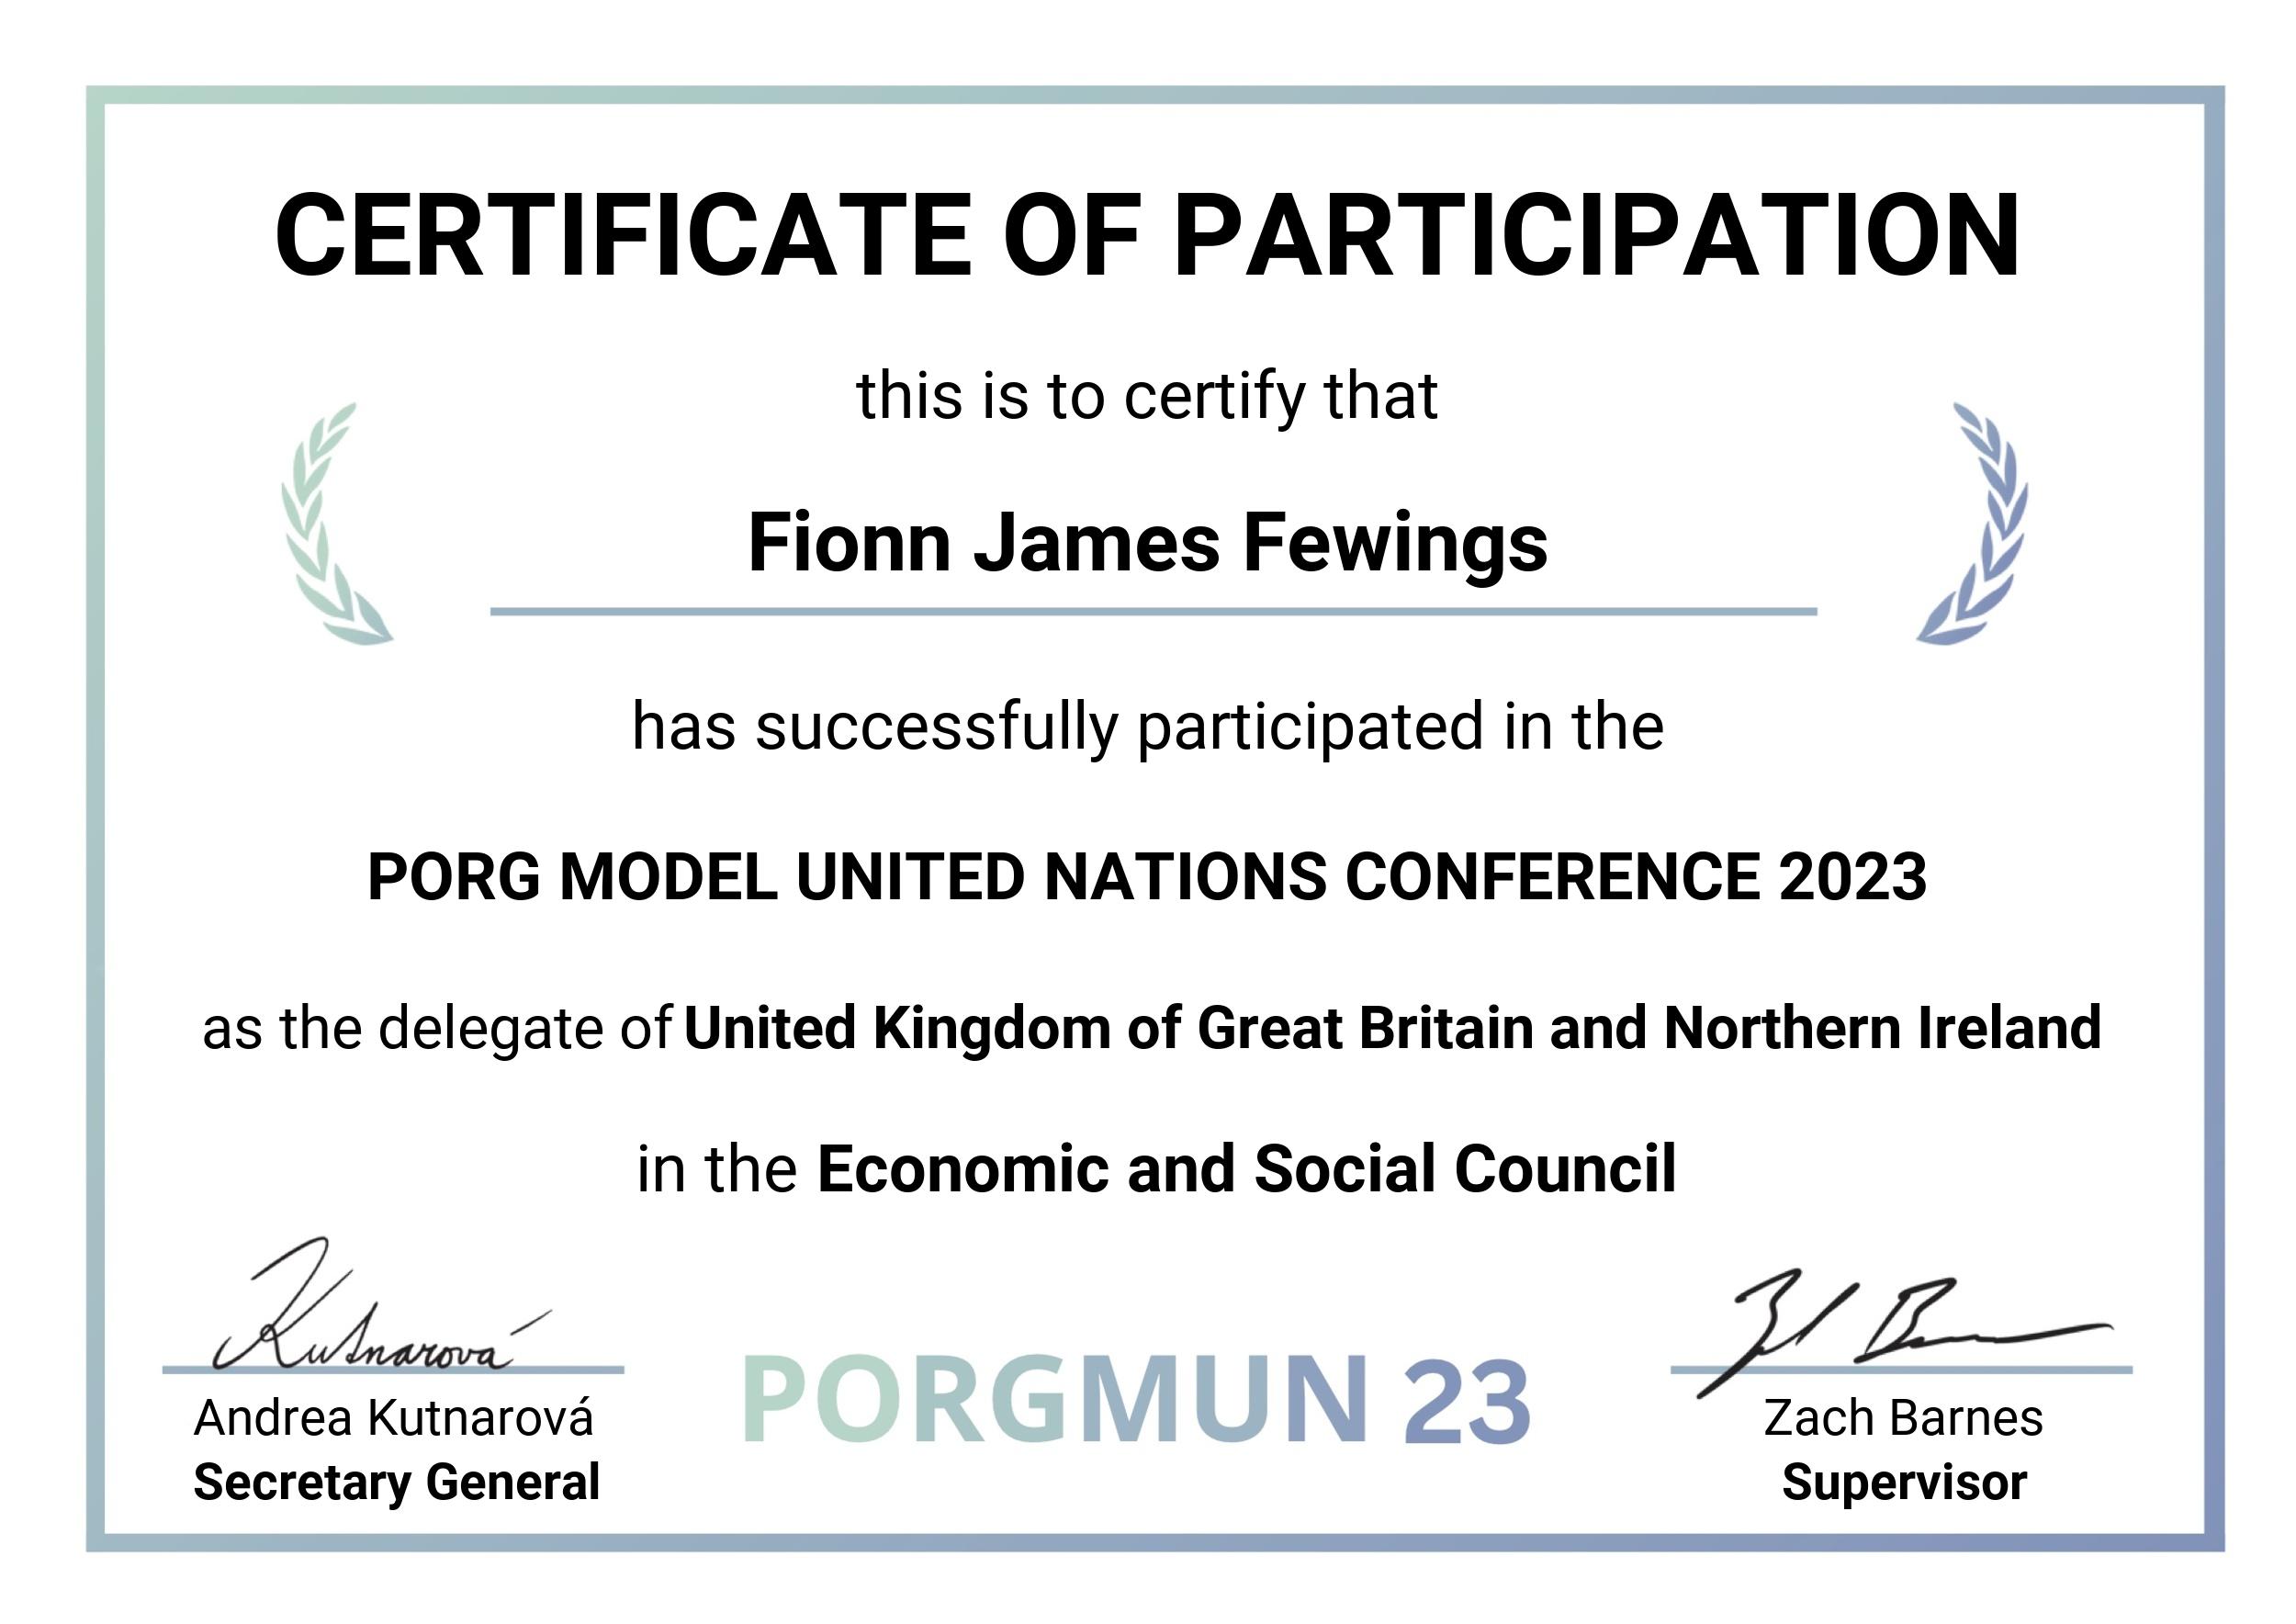 CERTIFICATE OF PARTICIPATION
this is to certify that
Fionn James Fewings
has successfully participated in the
PORG MODEL UNITED NATIONS CONFERENCE 2023
as the delegate of United Kingdom of Great Britain and Northern Ireland
in the Economic and Social Council
Kutnarová
Andrea Kutnarová
Secretary General
PORGMUN 23
Zach Barnes
Supervisor